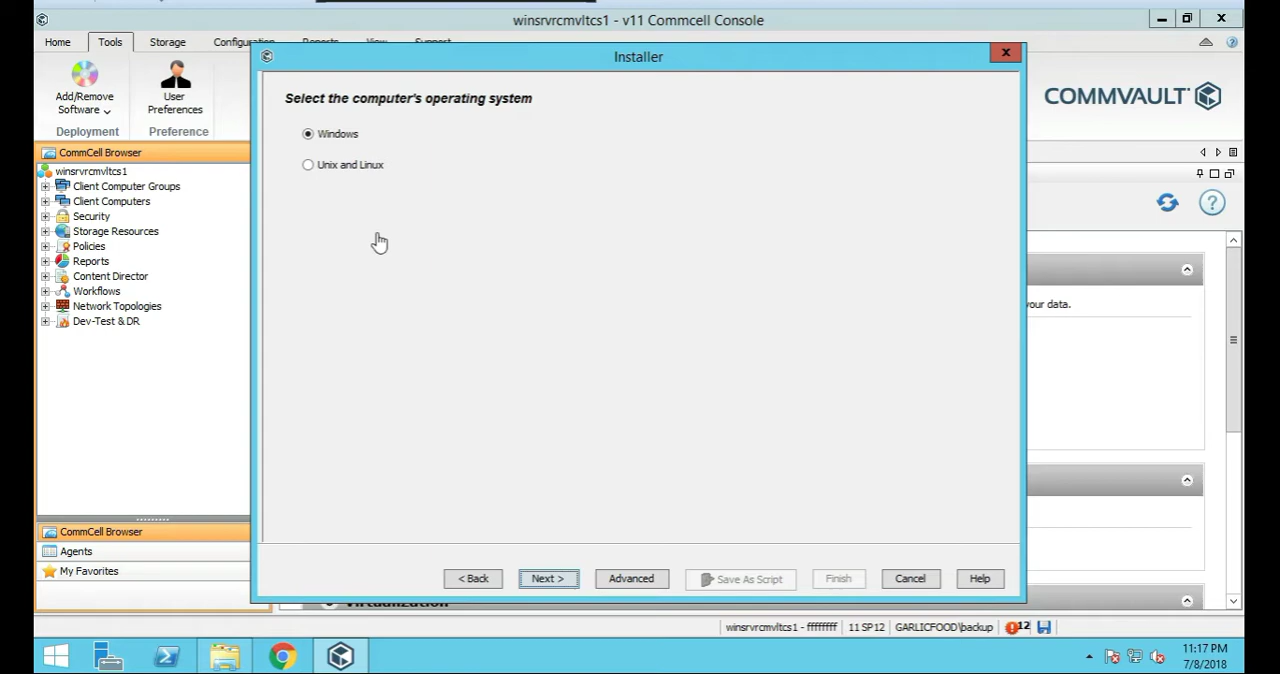 winsrvrcmvltcs1 - v11 Commcell Console
Home Tools Storage Configuration Reports View Support
Installer
Add/Remove
Software
Deployment
User
Preferences
Preference
COMMVAULT
Select the computer's operating system
Windows
Unix and Linux
CommCell Browser
winsrvrcmvltcs1
Client Computer Groups
Client Computers
Security
Storage Resources
Policies
Reports
Content Director
Workflows
Network Topologies
Dev-Test & DR
your data.
CommCell Browser
Agents
My Favorites
< Back Next > Advanced Save As Script Finish Cancel Help
Virtualization
winsrvrcmvltcs1 - ffffffff 11 SP12 GARLICFOOD\backup 12
11:17 PM
7/8/2018